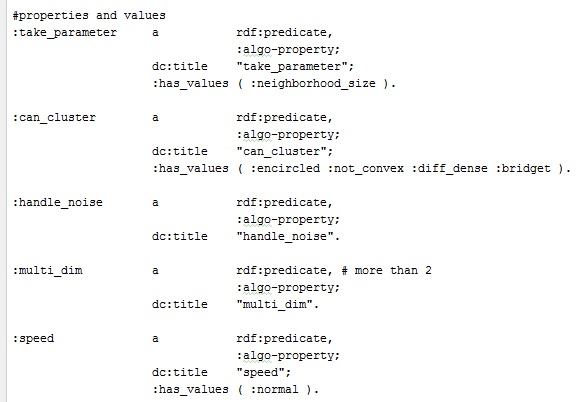 #properties and values
:take_parameter a rdf:predicate,
:algo-property;
dc:title "take_parameter";
:has_values ( :neighborhood_size ).
:can_cluster a rdf:predicate,
:algo-property;
dc:title "can_cluster";
:has_values ( :encircled :not_convex :diff_dense :bridget ).
:handle_noise a rdf:predicate,
:algo-property;
dc:title "handle_noise".
:multi_dim a rdf:predicate, # more than 2
:algo-property;
dc:title "multi_dim".
:speed a rdf:predicate,
:algo-property;
dc:title "speed";
:has_values ( :normal ).